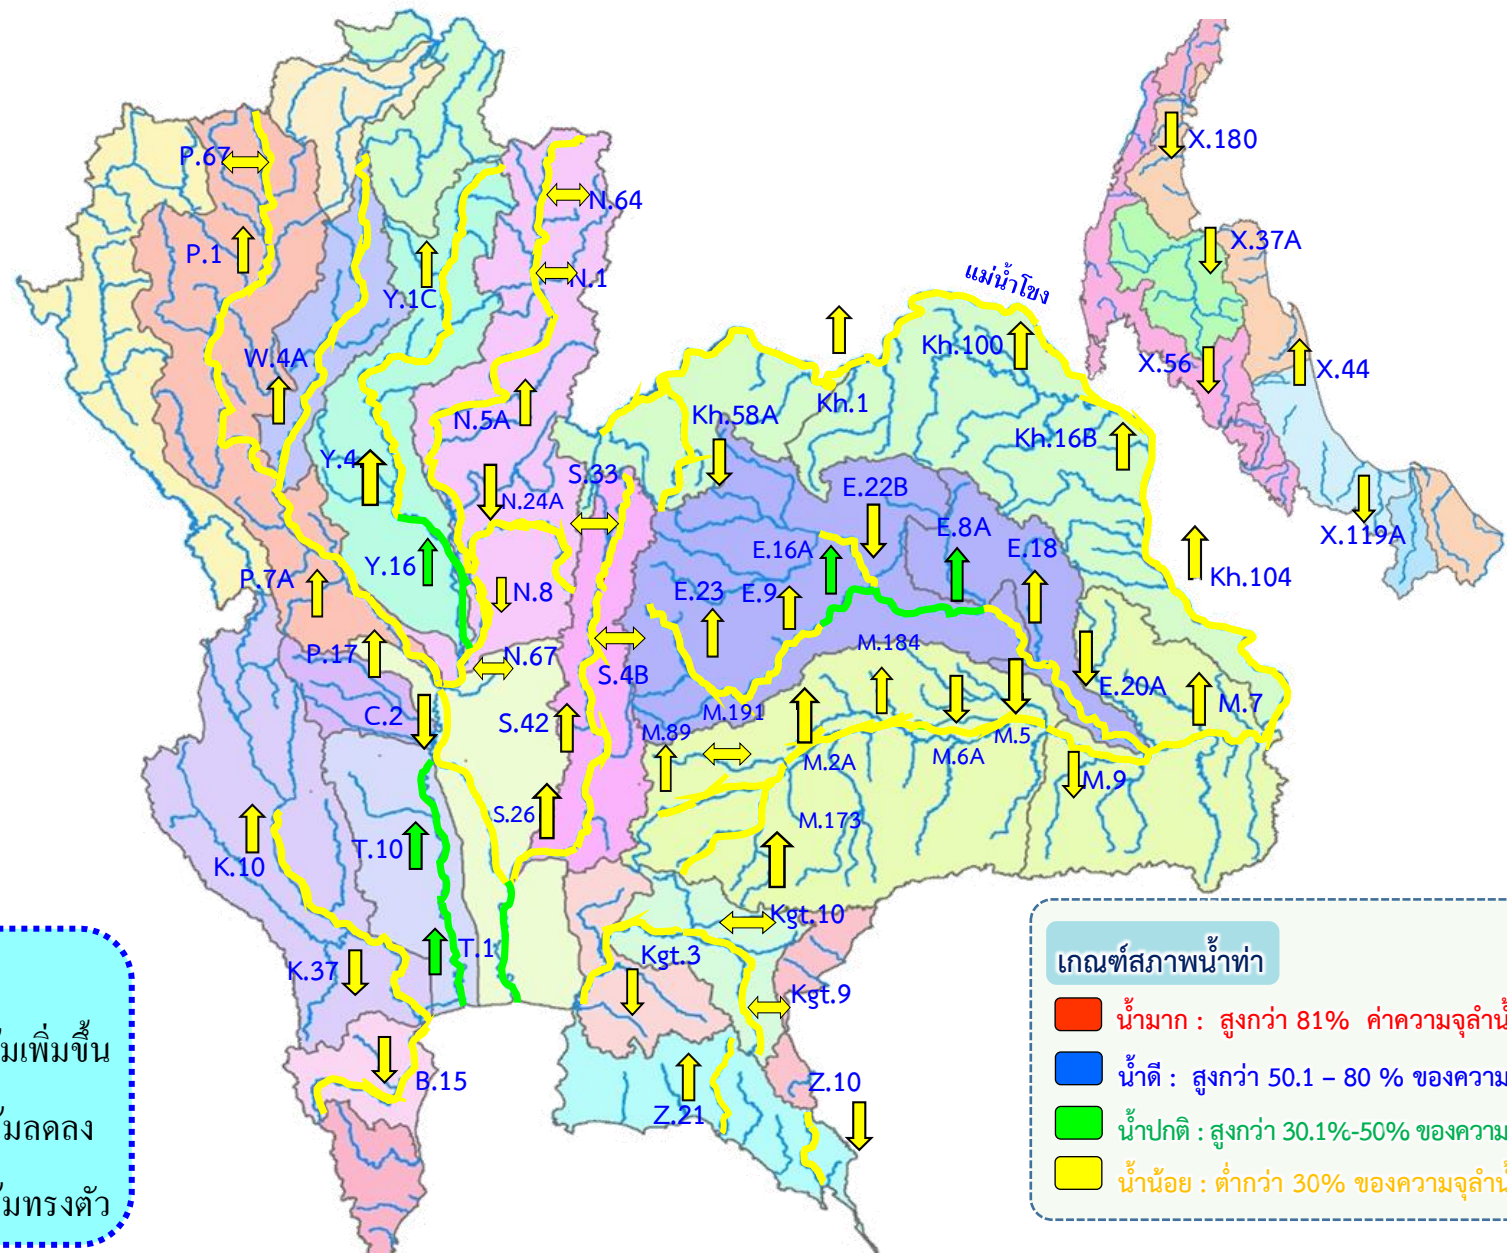 P.67
P.1
W.4A
Y.1C
N.64
N.1
N.5A
Y.4
N.24A
Y.16
N.8
P.7A
P.17
N.67
C.2
S.33
S.4B
S.42
S.26
T.10
T.1
K.10
K.37
B.15
แม่น้ำโขง
Kh.58A
Kh.1
Kh.100
Kh.16B
Kh.104
E.22B
E.16A
E.8A
E.18
E.23
E.9
E.20A
M.184
M.191
M.89
M.2A
M.6A
M.5
M.9
M.7
M.173
Kgt.10
Kgt.3
Kgt.9
Z.21
Z.10
X.180
X.37A
X.56
X.44
X.119A
เพิ่มขึ้น
ลดลง
ทรงตัว
เกณฑ์สภาพน้ำท่า
น้ำมาก : สูงกว่า 81% ค่าความจุลำ
น้ำดี : สูงกว่า 50.1 – 80 % ของความ
น้ำปกติ : สูงกว่า 30.1%-50% ของความ
น้ำน้อย : ต่ำกว่า 30% ของความจุลำ